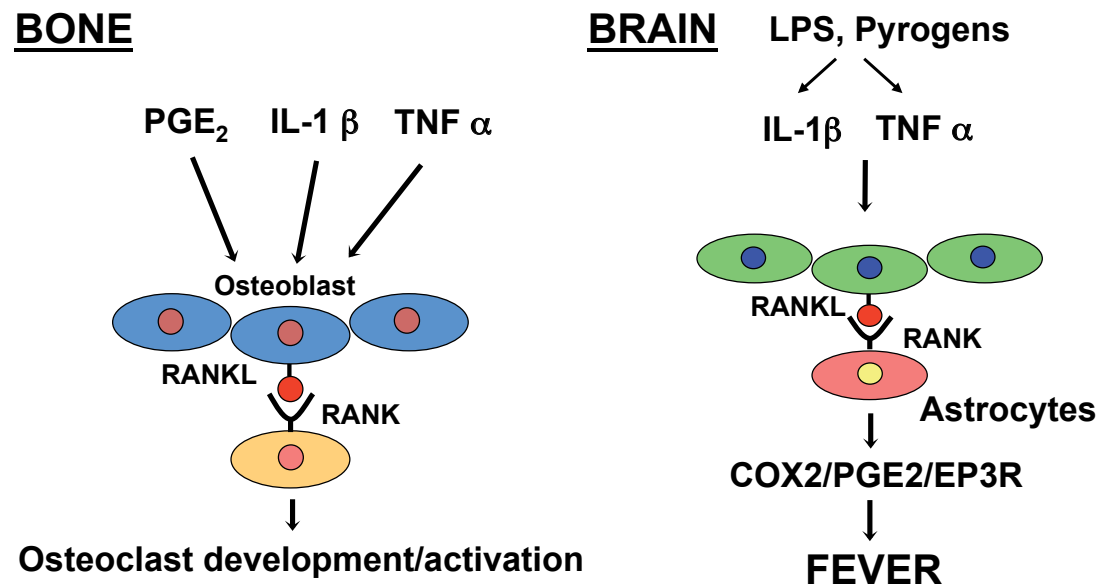 BONE
PGE₂ IL-1 β TNF α
Osteoblast
RANKL
RANK
Osteoclast development/activation
BRAIN
LPS, Pyrogens
IL-1β TNF α
RANKL
RANK
Astrocytes
COX2/PGE2/EP3R
FEVER